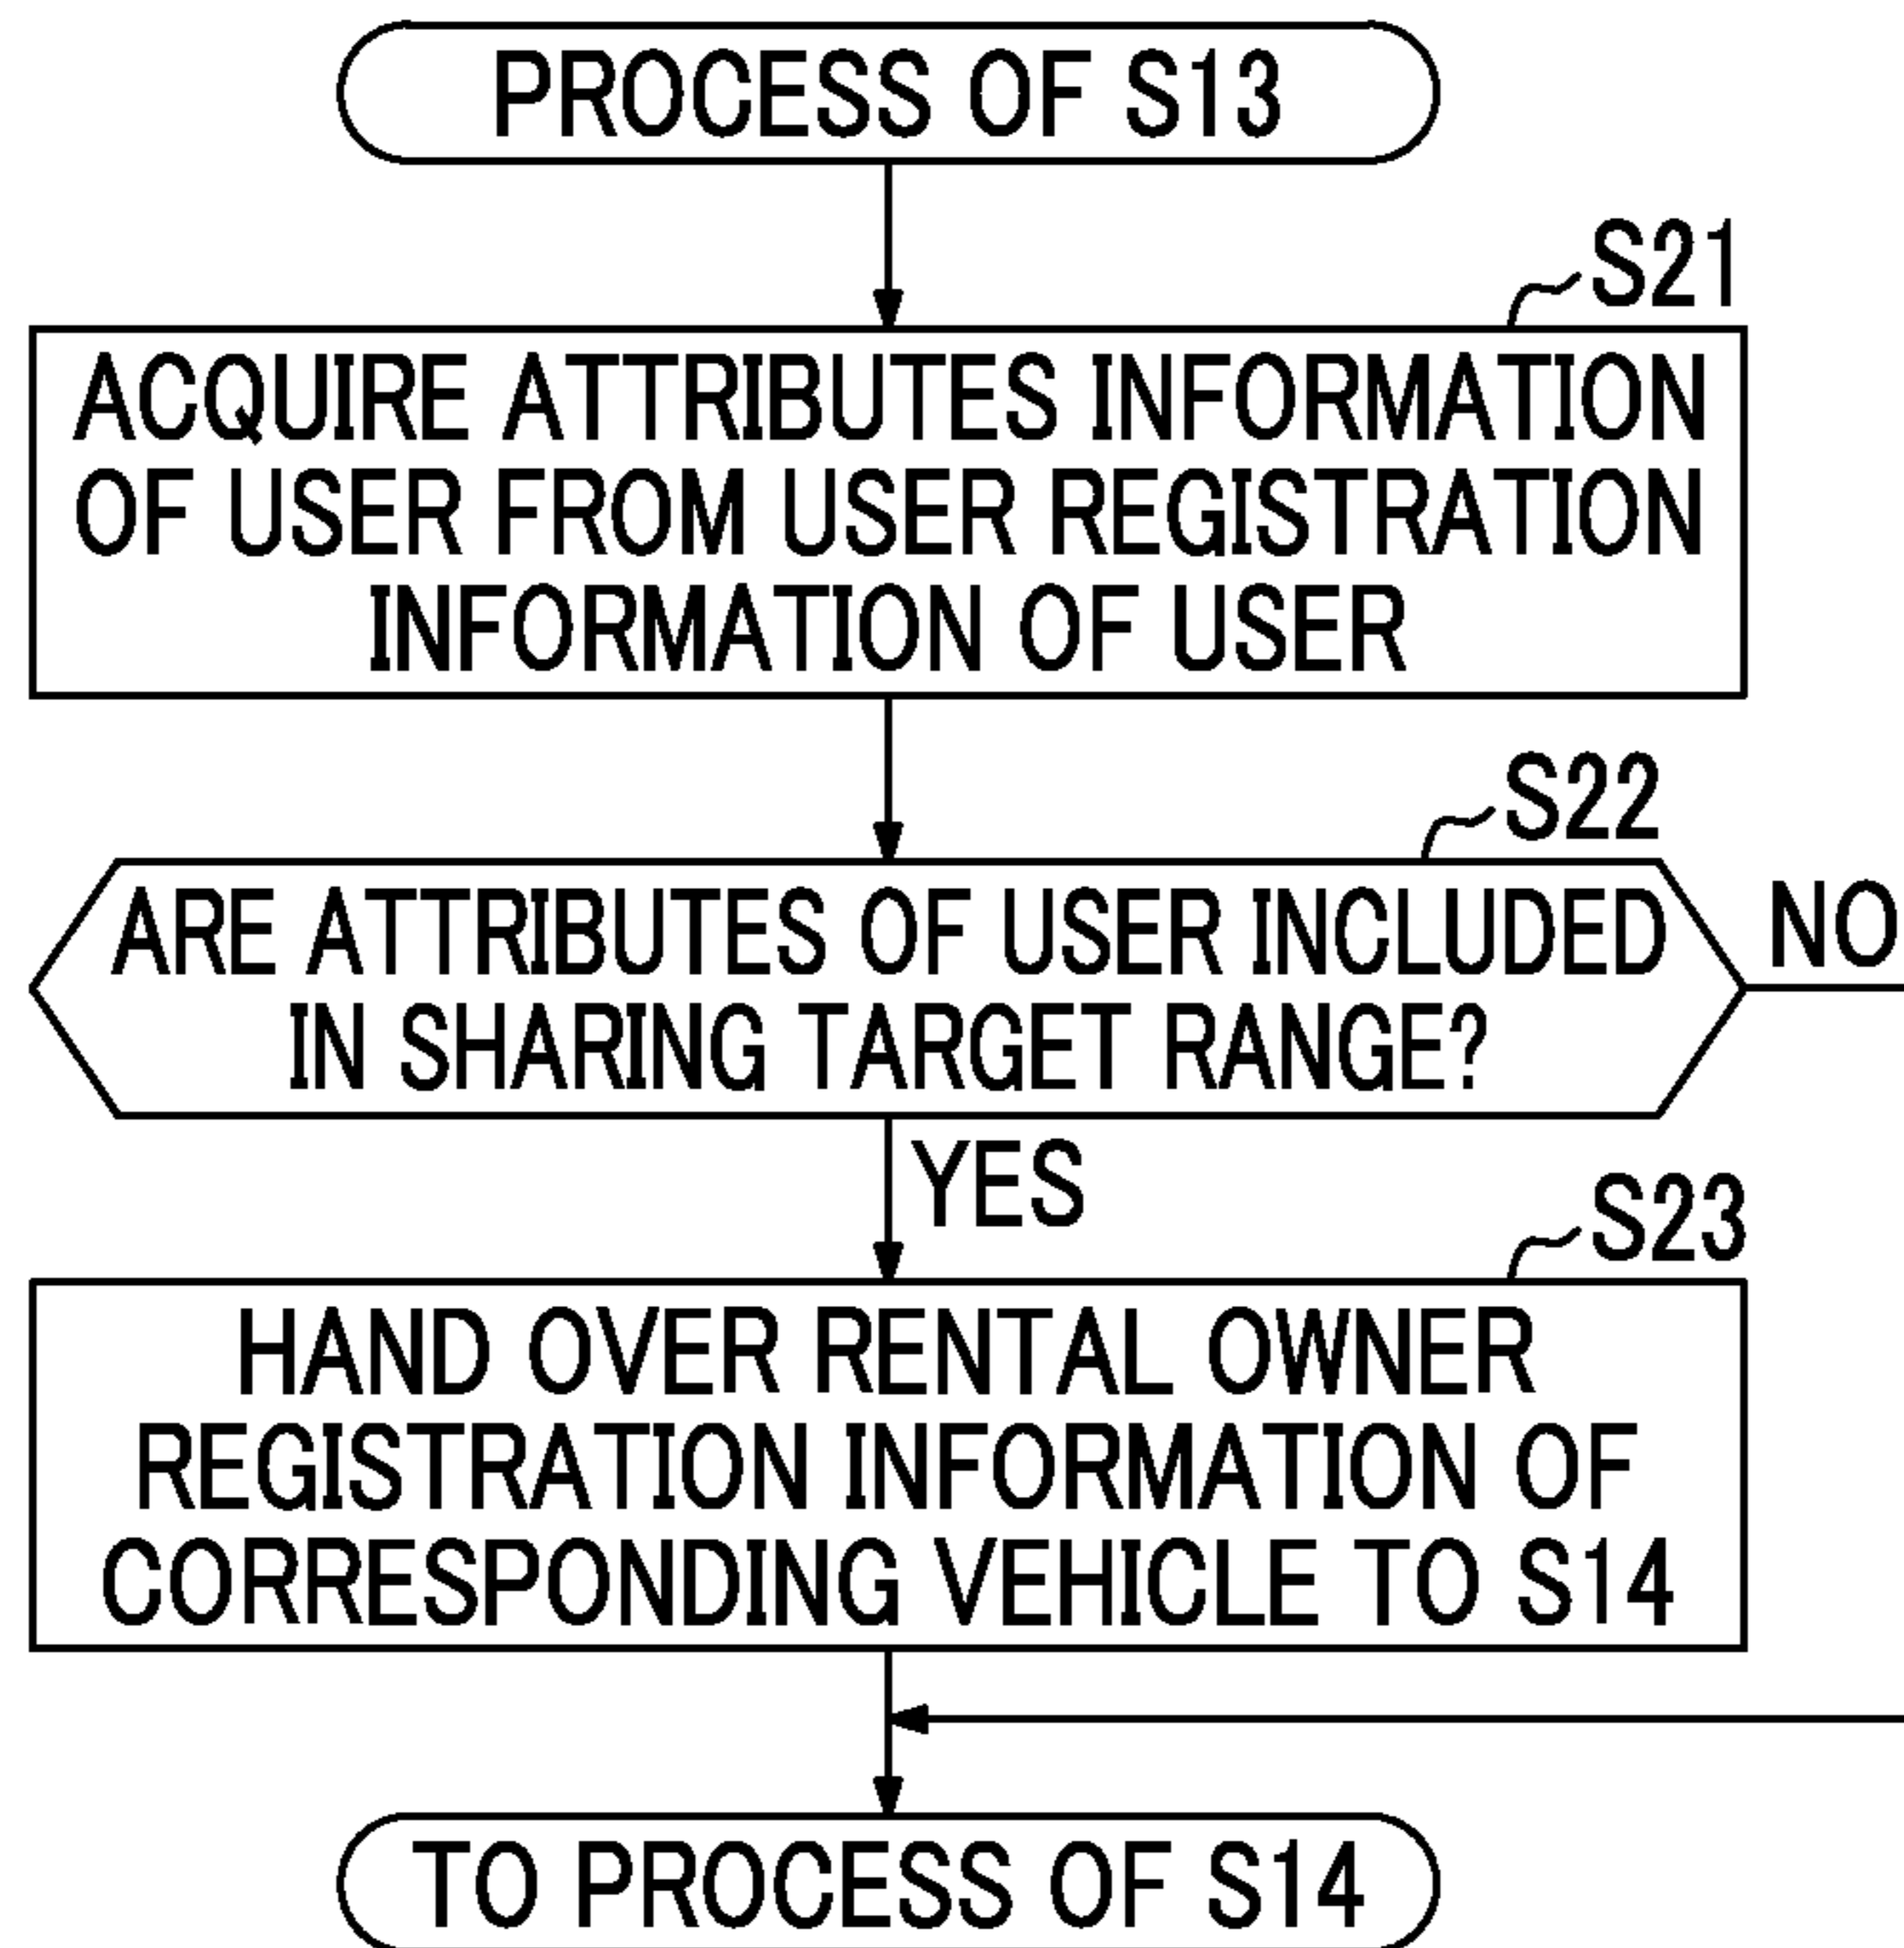 PROCESS OF S13
S21
ACQUIRE ATTRIBUTES INFORMATION
OF USER FROM USER REGISTRATION
INFORMATION OF USER
S22
ARE ATTRIBUTES OF USER INCLUDED
IN SHARING TARGET RANGE?
NO
YES
S23
HAND OVER RENTAL OWNER
REGISTRATION INFORMATION OF
CORRESPONDING VEHICLE TO S14
TO PROCESS OF S14